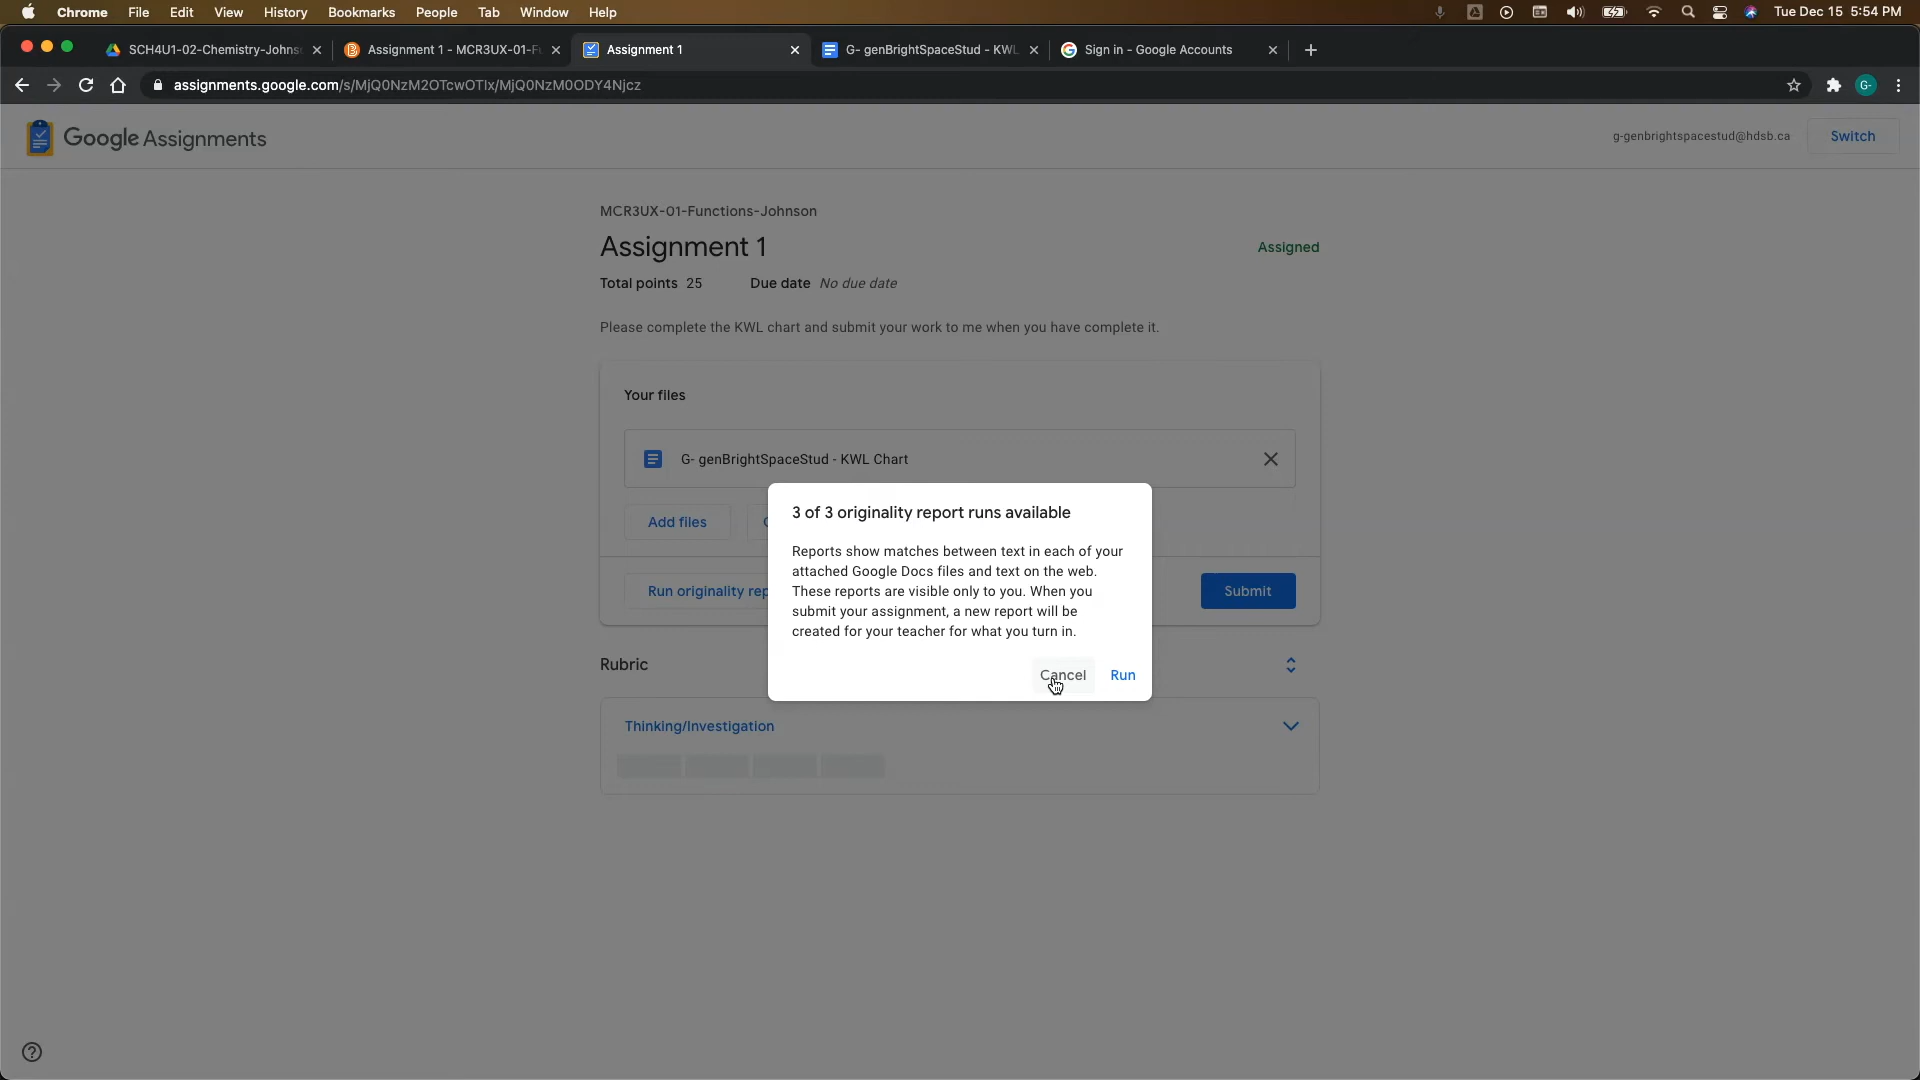 Chrome File Edit View History Bookmarks People Tab Window Help Tue Dec 15 5:54 PM
SCH4U1-02-Chemistry-Johns Assignment 1 - MCR3UX-01-F Assignment 1 G- genBrightSpaceStud - KWL Sign in - Google Accounts
assignments.google.com/s/MjQ0NzM2OTcwOTIx/MjQ0NzM0ODY4Njcz G-
Google Assignments g-genbrightspacestud@hdsb.ca Switch
MCR3UX-01-Functions-Johnson
Assignment 1 Assigned
Total points 25 Due date No due date
Please complete the KWL chart and submit your work to me when you have complete it.
Your files
G- genBrightSpaceStud - KWL Chart
Add files
Run originality rep Submit
3 of 3 originality report runs available
Reports show matches between text in each of your
attached Google Docs files and text on the web.
These reports are visible only to you. When you
submit your assignment, a new report will be
created for your teacher for what you turn in.
Cancel Run
Rubric
Thinking/Investigation